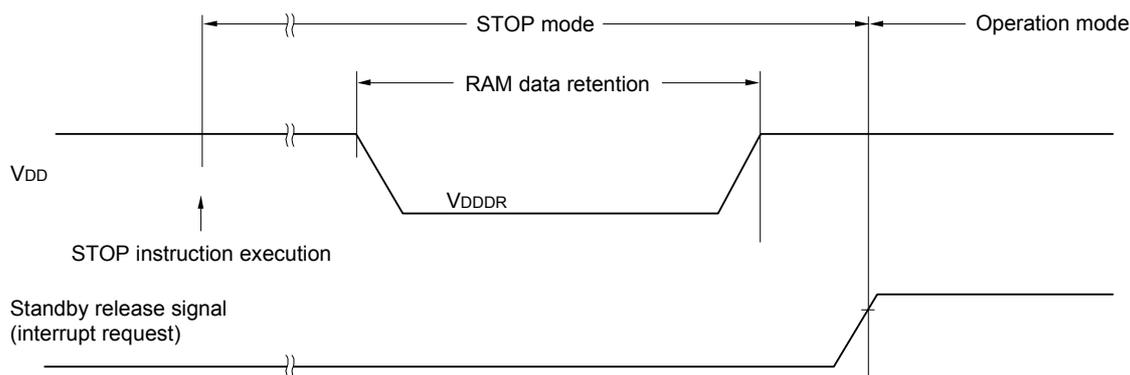 STOP mode
Operation mode
RAM data retention
VDD
VDDDR
STOP instruction execution
Standby release signal
(interrupt request)